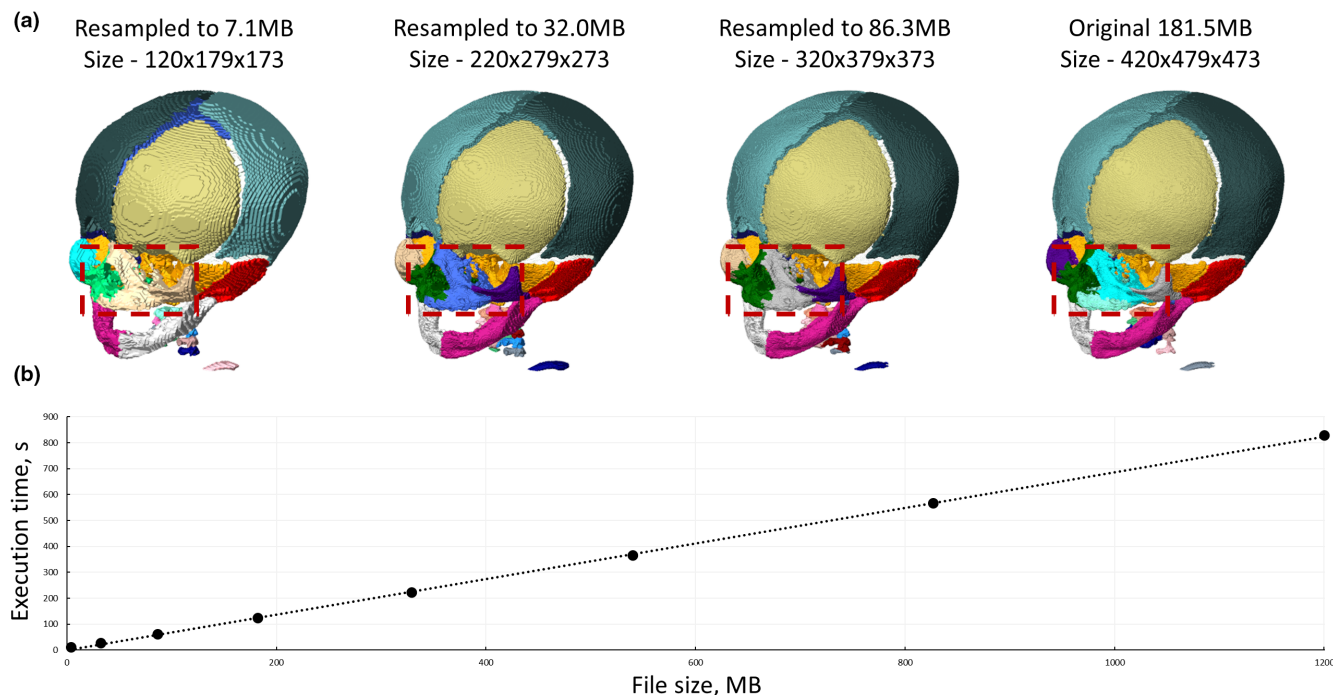 (a)
Resampled to 7.1MB
Size - 120x179x173
Resampled to 32.0MB
Size - 220x279x273
Resampled to 86.3MB
Size - 320x379x373
Original 181.5MB
Size - 420x479x473
(b)
Execution time, s
900
800
700
600
500
400
300
200
100
0
0
200
400
600
800
1000
1200
File size, MB